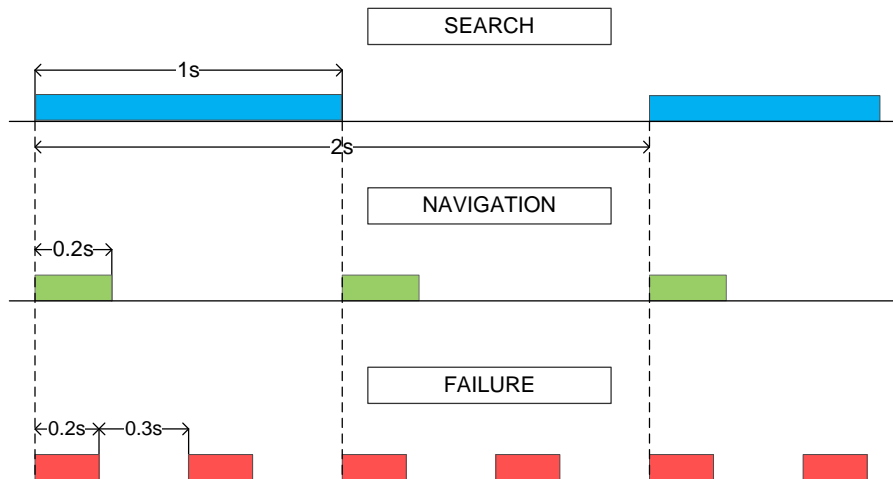 SEARCH
1s
2s
NAVIGATION
0.2s
FAILURE
0.2s 0.3s